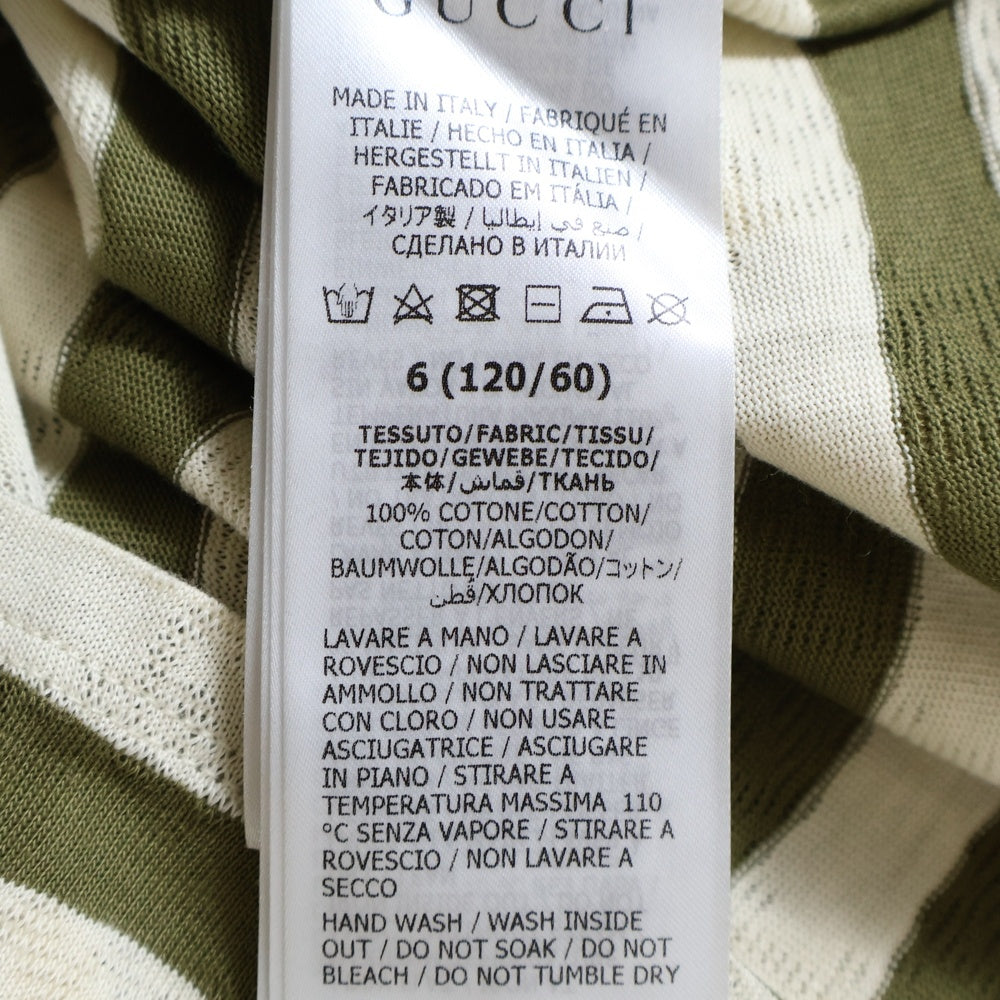 GUCCI
MADE IN ITALY / FABRIQUÉ EN
ITALIE / HECHO EN ITALIA /
HERGESTELLT IN ITALIEN /
FABRICADO EM ITÁLIA /
イタリア製 / صنع في إيطاليا /
СДЕЛАНО В ИТАЛИИ
6 (120/60)
TESSUTO/FABRIC/TISSU/
TEJIDO/GEWEBE/TECIDO/
本体/قماش/ТКАНЬ
100% COTONE/COTTON/
COTON/ALGODON/
BAUMWOLLE/ALGODÃO/コットン/
قُطن/ХЛОПОК
LAVARE A MANO / LAVARE A
ROVESCIO / NON LASCIARE IN
AMMOLLO / NON TRATTARE
CON CLORO / NON USARE
ASCIUGATRICE / ASCIUGARE
IN PIANO / STIRARE A
TEMPERATURA MASSIMA 110
°C SENZA VAPORE / STIRARE A
ROVESCIO / NON LAVARE A
SECCO
HAND WASH / WASH INSIDE
OUT / DO NOT SOAK / DO NOT
BLEACH / DO NOT TUMBLE DRY